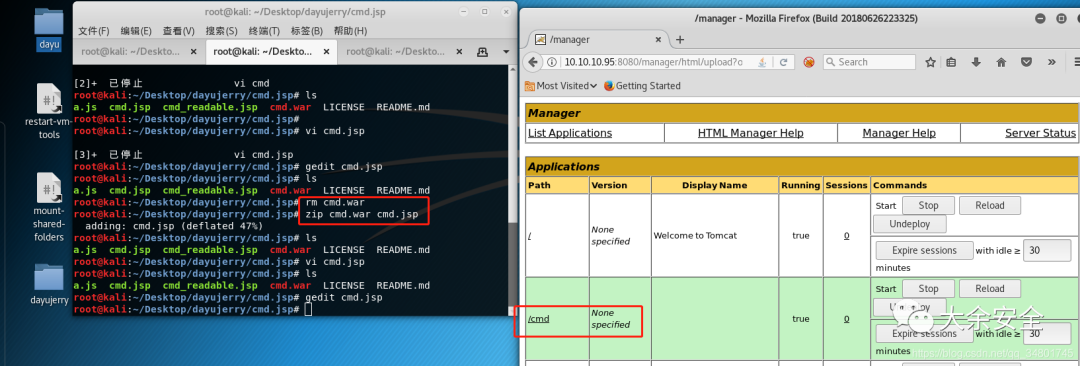 dayu
restart-vm-
tools
mount-
shared-
folders
dayujerry
root@kali: ~/Desktop/dayujerry/cmd.jsp
文件(F) 编辑(E) 查看(V) 搜索(S) 终端(T) 标签(B) 帮助(H)
root@kali: ~/Deskto...
root@kali: ~/Deskto...
root@kali: ~/Deskto...
[2]+ 已停止 vi cmd
root@kali:~/Desktop/dayujerry/cmd.jsp# ls
a.js cmd.jsp cmd_readable.jsp cmd.war LICENSE README.md
root@kali:~/Desktop/dayujerry/cmd.jsp#
root@kali:~/Desktop/dayujerry/cmd.jsp# vi cmd.jsp
[3]+ 已停止 vi cmd.jsp
root@kali:~/Desktop/dayujerry/cmd.jsp# gedit cmd.jsp
root@kali:~/Desktop/dayujerry/cmd.jsp# ls
a.js cmd.jsp cmd_readable.jsp cmd.war LICENSE README.md
root@kali:~/Desktop/dayujerry/cmd.jsp# rm cmd.war
root@kali:~/Desktop/dayujerry/cmd.jsp# zip cmd.war cmd.jsp
adding: cmd.jsp (deflated 47%)
root@kali:~/Desktop/dayujerry/cmd.jsp# ls
a.js cmd.jsp cmd_readable.jsp cmd.war LICENSE README.md
root@kali:~/Desktop/dayujerry/cmd.jsp# vi cmd.jsp
root@kali:~/Desktop/dayujerry/cmd.jsp# ls
a.js cmd.jsp cmd_readable.jsp cmd.war LICENSE README.md
root@kali:~/Desktop/dayujerry/cmd.jsp# gedit cmd.jsp
root@kali:~/Desktop/dayujerry/cmd.jsp#
/manager - Mozilla Firefox (Build 20180626223325)
/manager
10.10.10.95:8080/manager/html/upload?o
Search
Most Visited
Getting Started
Manager
List Applications HTML Manager Help Manager Help Server Status
Applications
Path Version Display Name Running Sessions Commands
/ None specified Welcome to Tomcat true 0
Start Stop Reload
Undeploy
Expire sessions with idle ≥ 30
minutes
/cmd None specified true 0
Start Stop Reload
Expire sessions with idle ≥ 30
minutes
大余安全